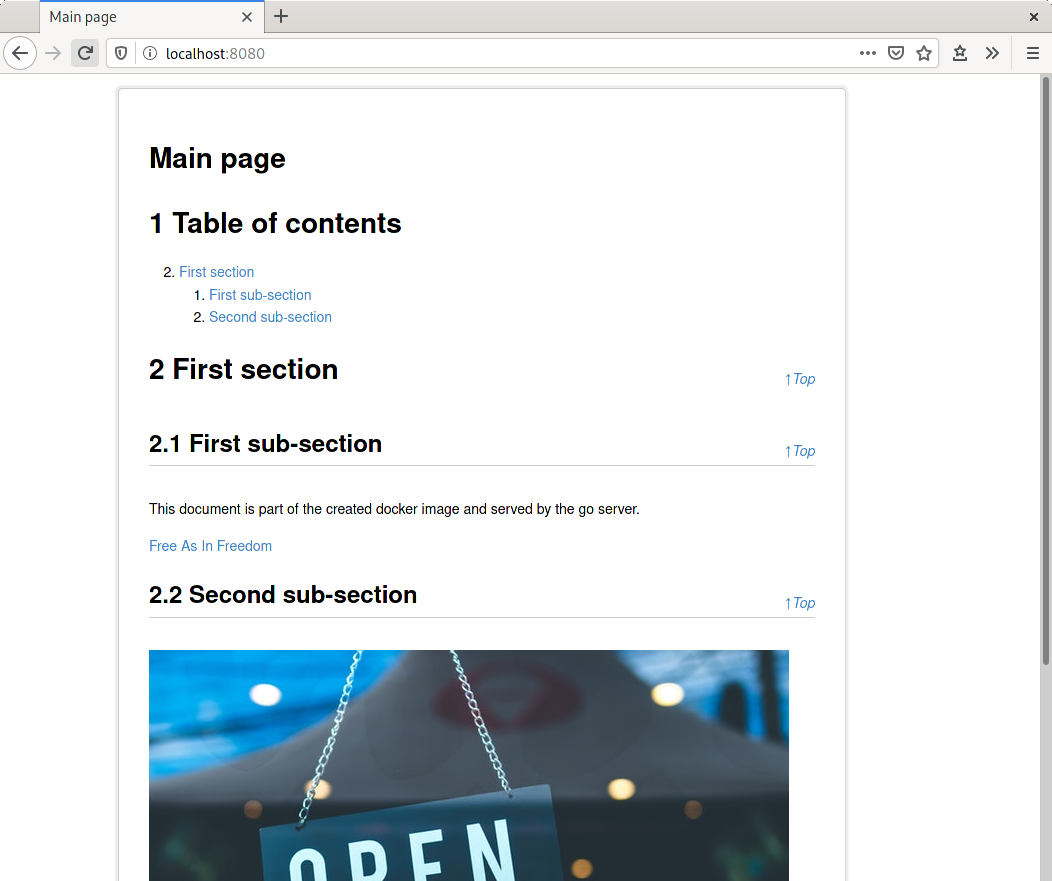 Main page
localhost:8080
Main page
1 Table of contents
2. First section
1. First sub-section
2. Second sub-section
2 First section
↑Top
2.1 First sub-section
↑Top
This document is part of the created docker image and served by the go server.
Free As In Freedom
2.2 Second sub-section
↑Top
OPEN